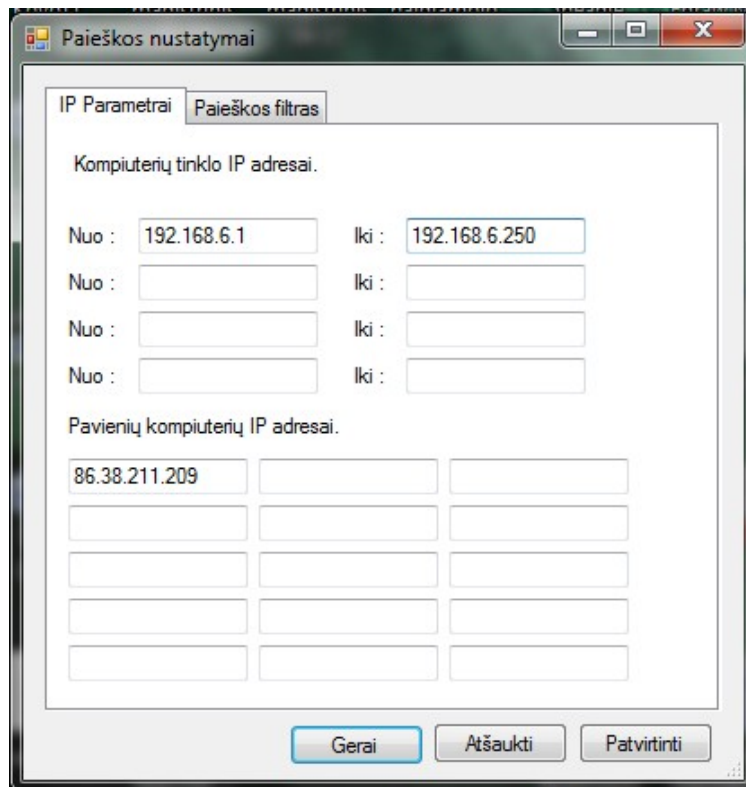 Paieškos nustatymai
IP Parametrai Paieškos filtras
Kompiuterių tinklo IP adresai.
Nuo : 192.168.6.1 Iki : 192.168.6.250
Nuo : Iki :
Nuo : Iki :
Nuo : Iki :
Pavienių kompiuterių IP adresai.
86.38.211.209
Gerai Atšaukti Patvirtinti